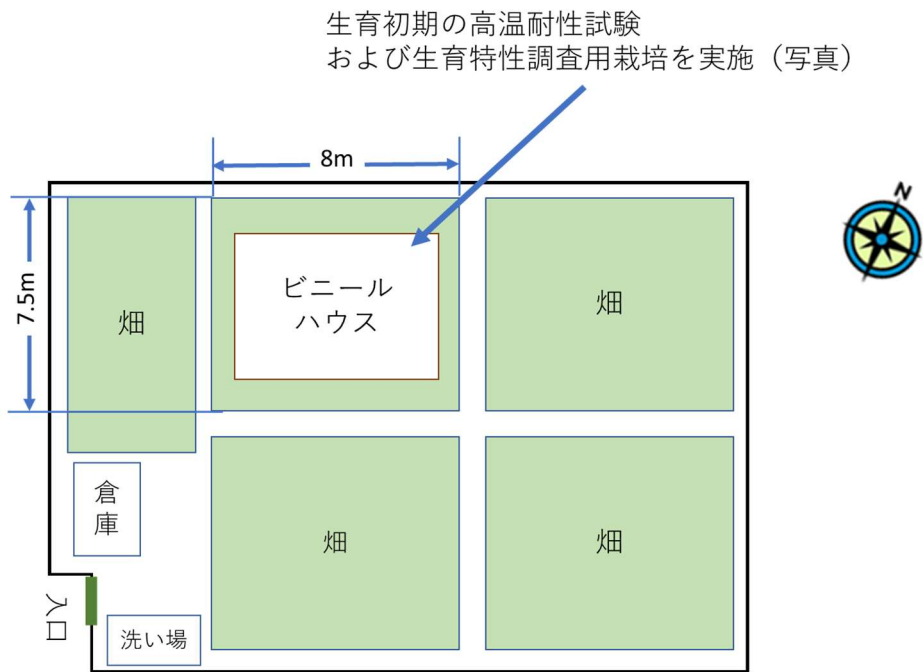 生育初期の高温耐性試験
および生育特性調査用栽培を実施（写真）
8m
N
7.5m
畑
ビニール
ハウス
畑
倉
庫
畑
畑
入口
洗い場